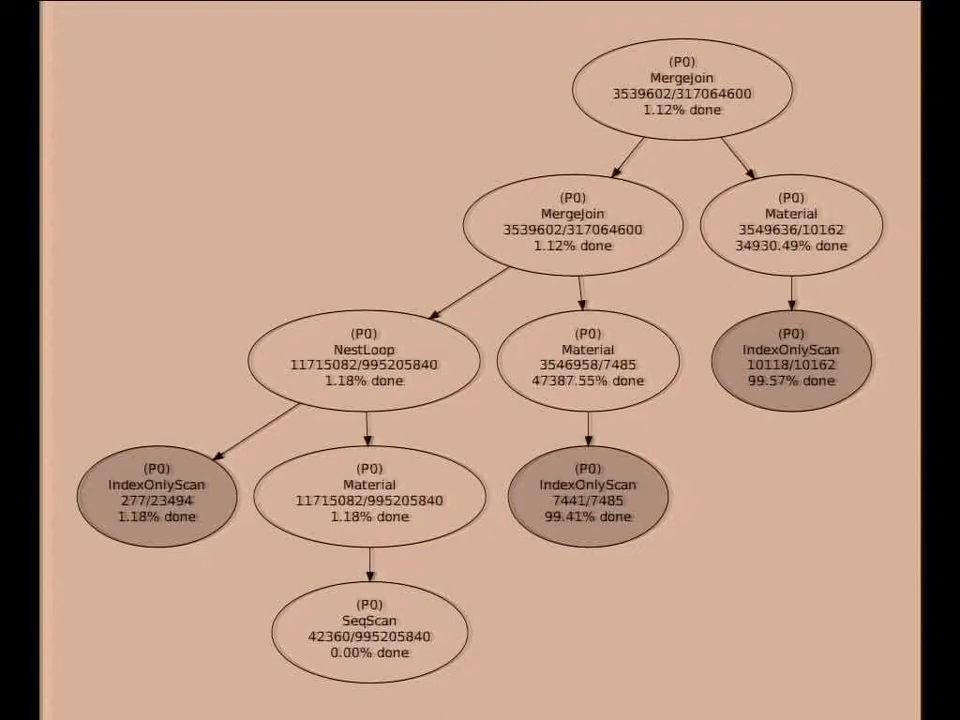 (P0)
MergeJoin
3539602/317064600
1.12% done
(P0)
MergeJoin
3539602/317064600
1.12% done
(P0)
Material
3549636/10162
34930.49% done
(P0)
NestLoop
11715082/995205840
1.18% done
(P0)
Material
3546958/7485
47387.55% done
(P0)
IndexOnlyScan
10118/10162
99.57% done
(P0)
IndexOnlyScan
277/23494
1.18% done
(P0)
Material
11715082/995205840
1.18% done
(P0)
IndexOnlyScan
7441/7485
99.41% done
(P0)
SeqScan
42360/995205840
0.00% done